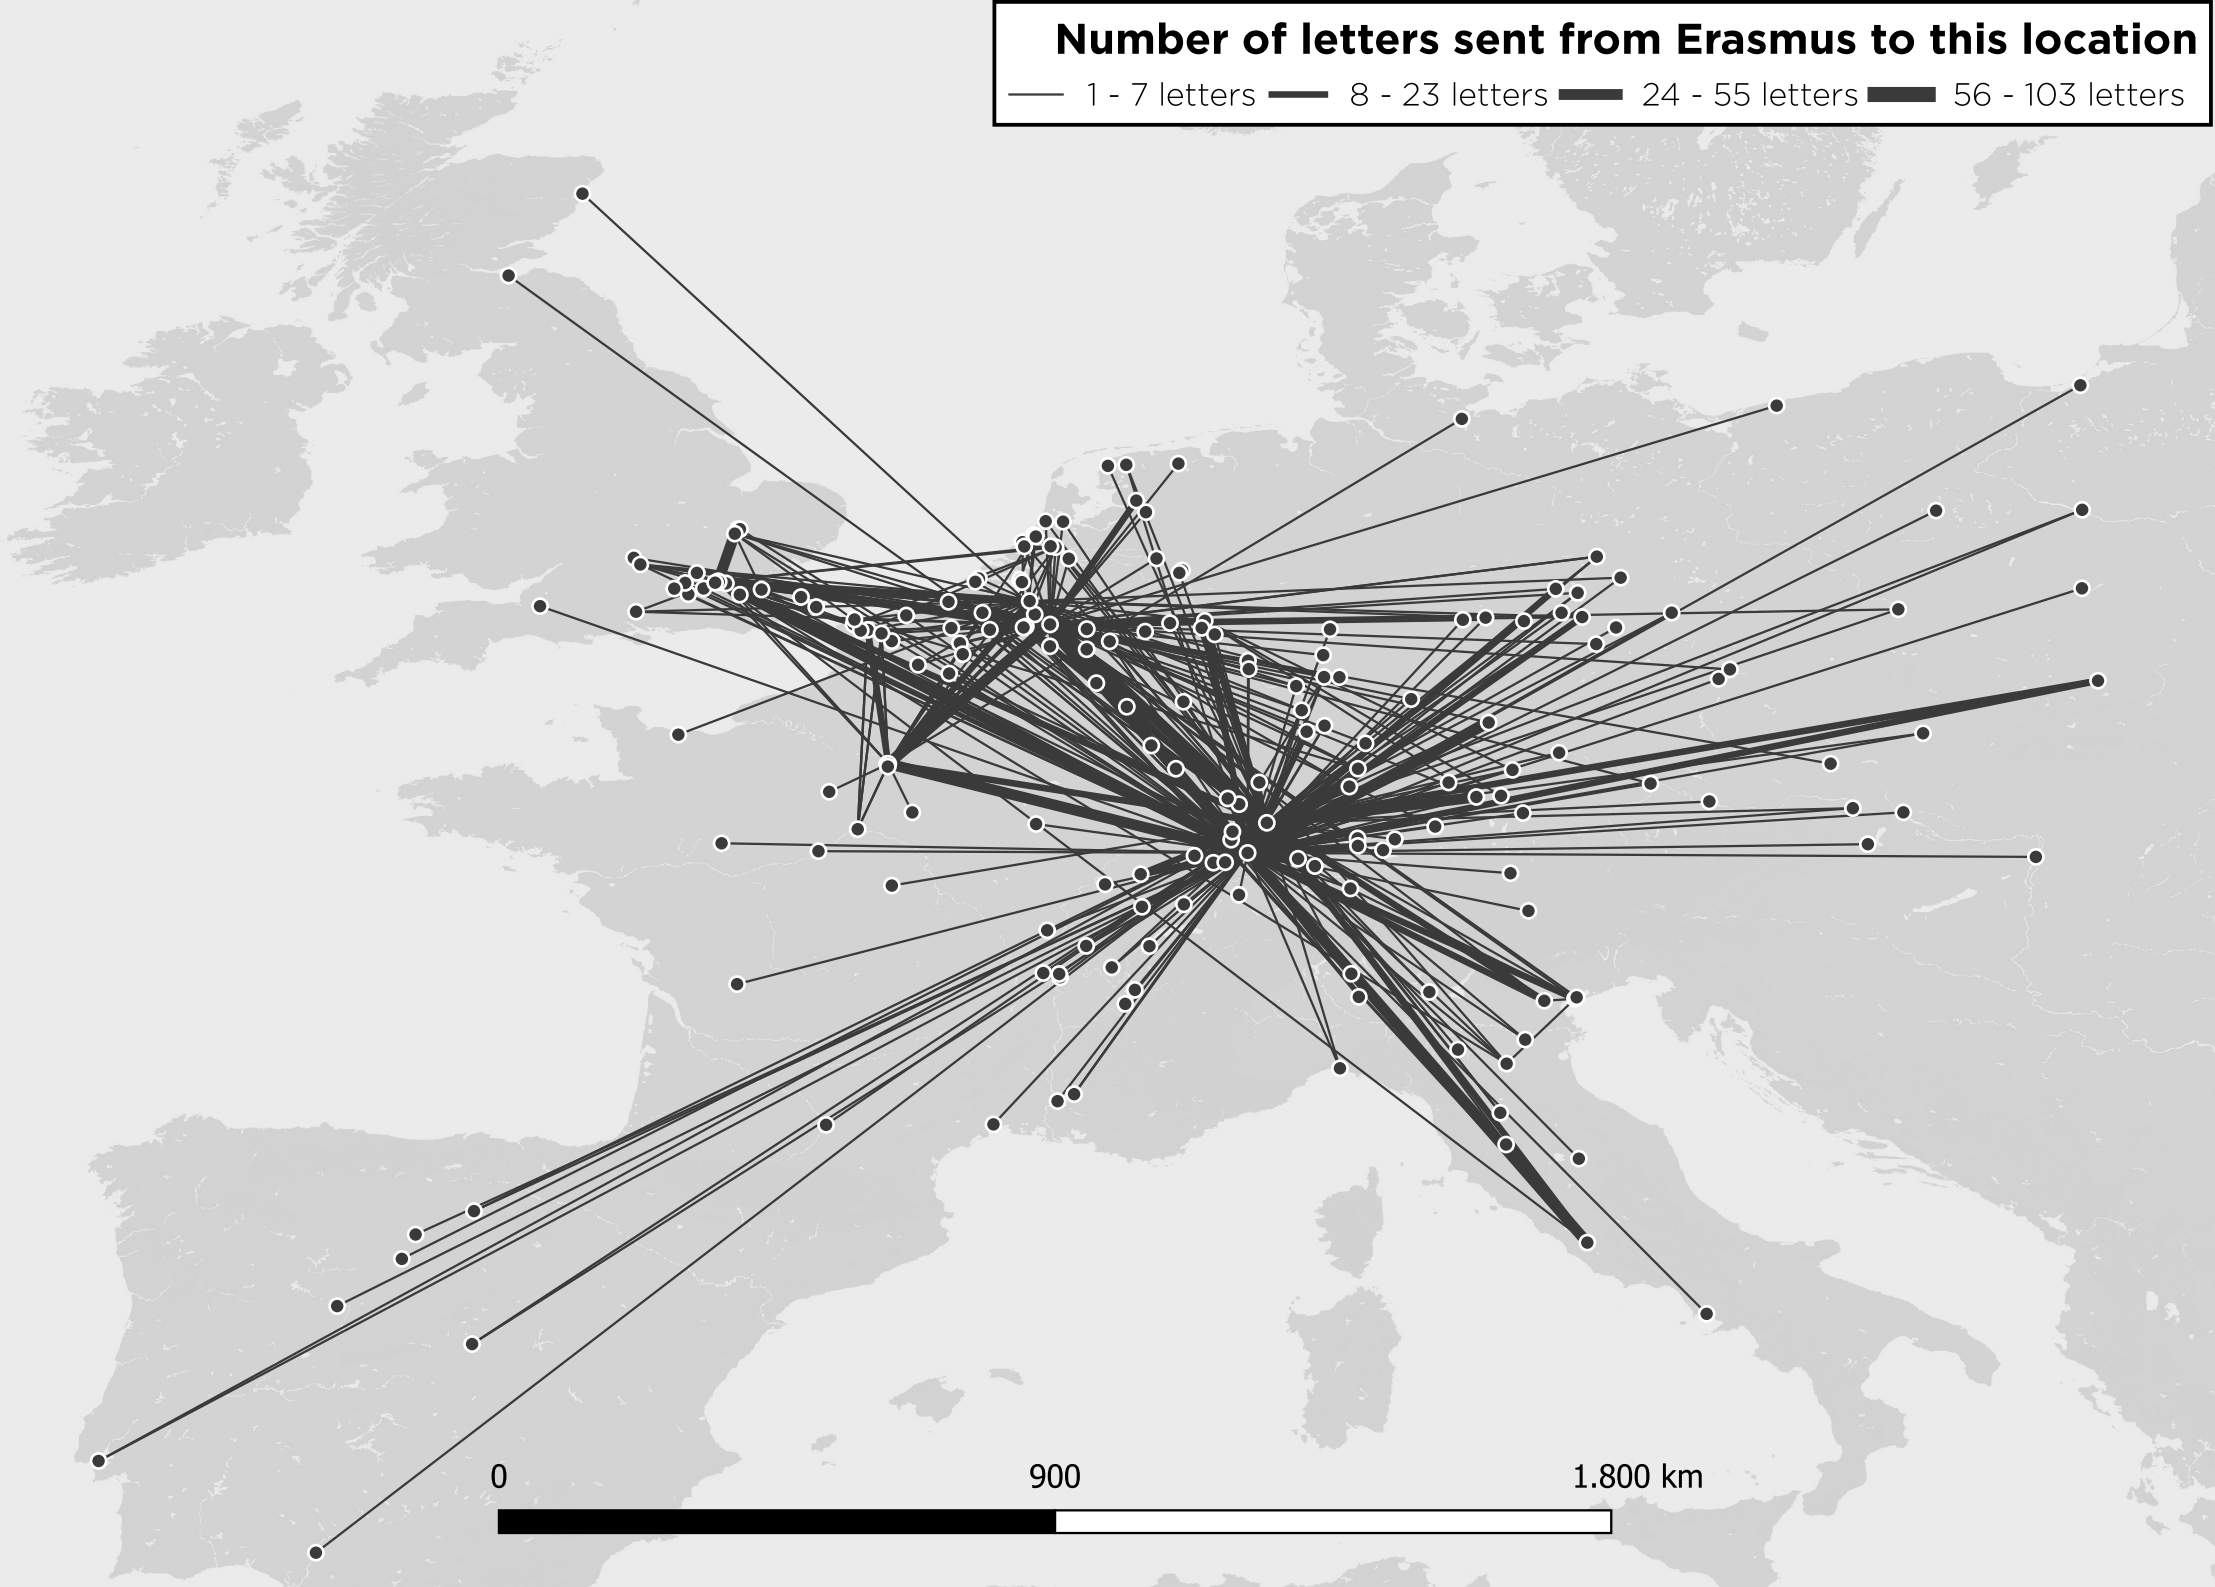 Number of letters sent from Erasmus to this location
1 - 7 letters 8 - 23 letters 24 - 55 letters 56 - 103 letters
0 900 1.800 km